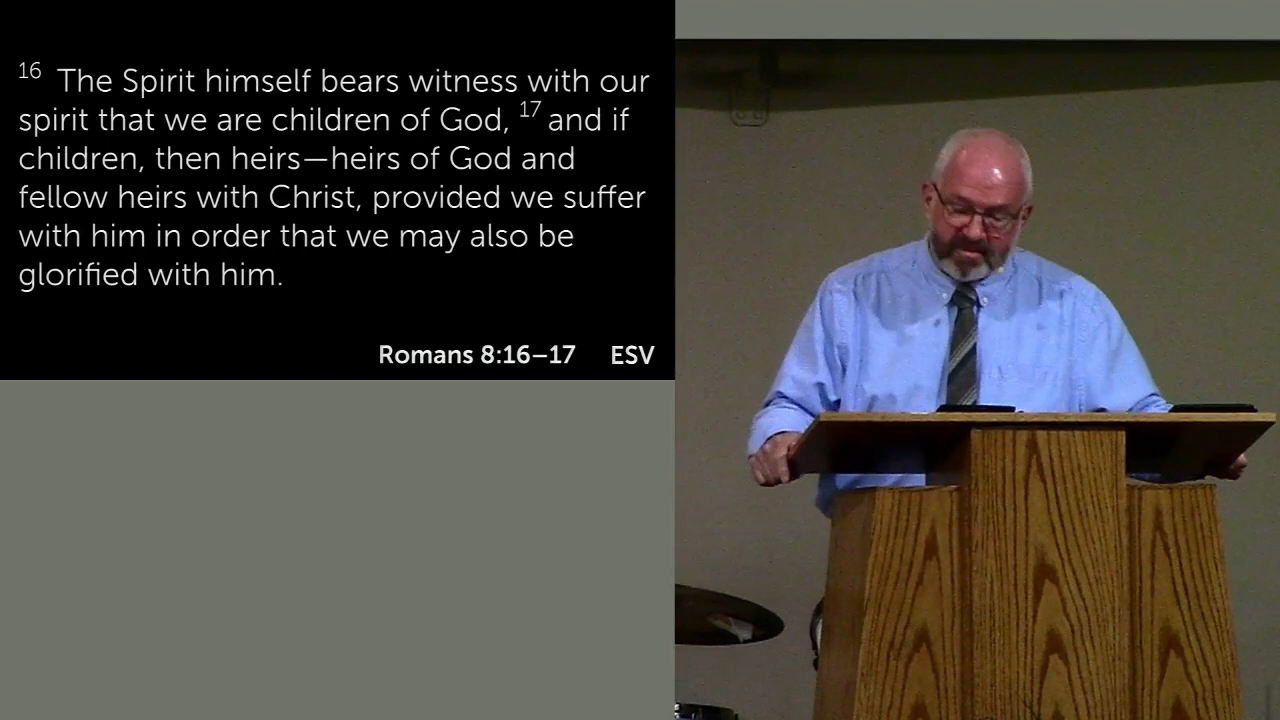 16 The Spirit himself bears witness with our
spirit that we are children of God, 17 and if
children, then heirs—heirs of God and
fellow heirs with Christ, provided we suffer
with him in order that we may also be
glorified with him.
Romans 8:16–17 ESV